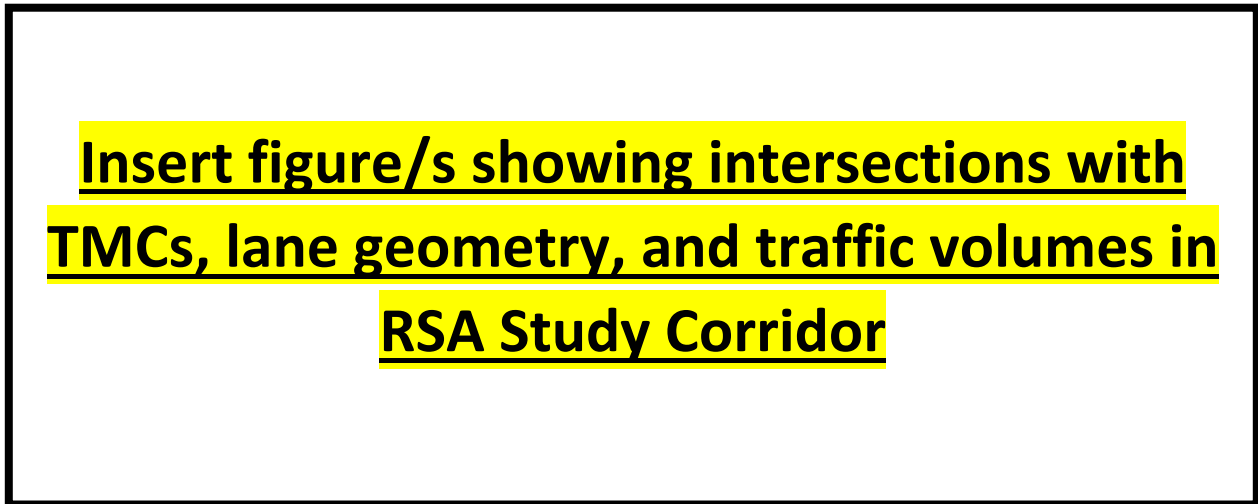 Insert figure/s showing intersections with
TMCs, lane geometry, and traffic volumes in
RSA Study Corridor